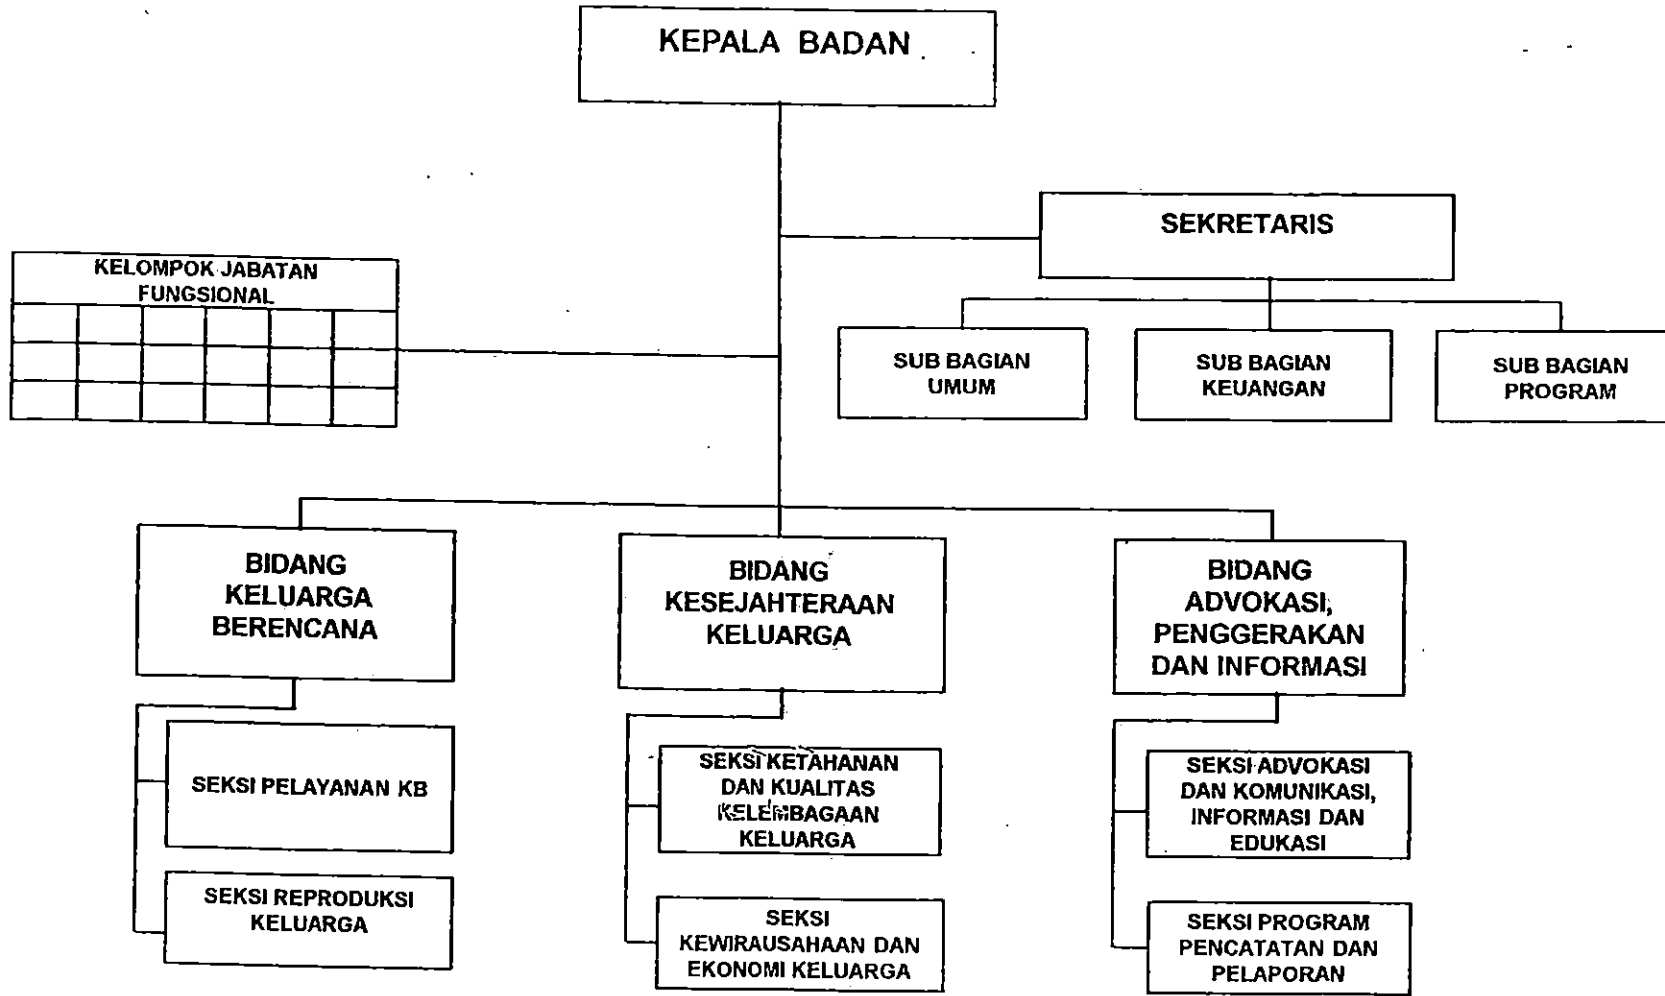 KEPALA BADAN
SEKRETARIS
KELOMPOK JABATAN
FUNGSIONAL
SUB BAGIAN
UMUM
SUB BAGIAN
KEUANGAN
SUB BAGIAN
PROGRAM
BIDANG
KELUARGA
BERENCANA
BIDANG
KESEJAHTERAAN
KELUARGA
BIDANG
ADVOKASI,
PENGGERAKAN
DAN INFORMASI
SEKSI PELAYANAN KB
SEKSI REPRODUKSI
KELUARGA
SEKSI KETAHANAN
DAN KUALITAS
KELEMBAGAAN
KELUARGA
SEKSI
KEWIRAUSAHAAN DAN
EKONOMI KELUARGA
SEKSI ADVOKASI
DAN KOMUNIKASI,
INFORMASI DAN
EDUKASI
SEKSI PROGRAM
PENCATATAN DAN
PELAPORAN